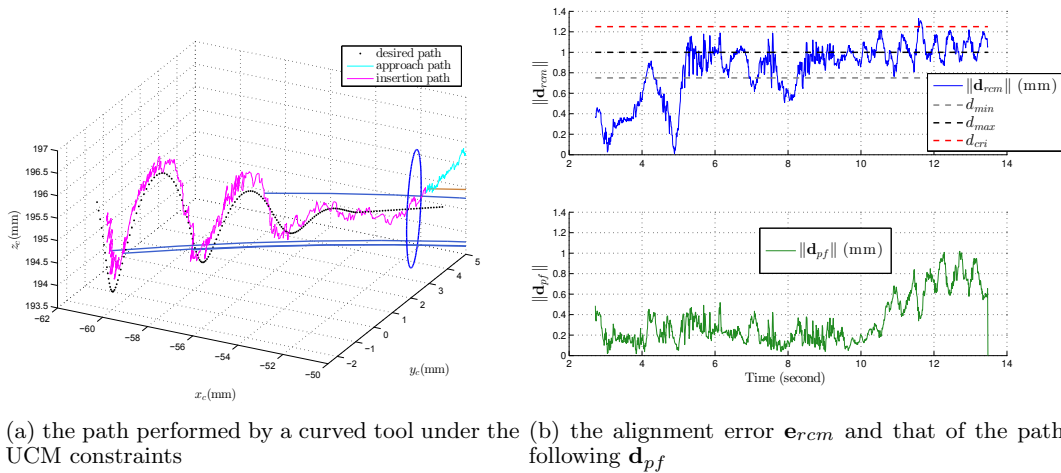 desired path
approach path
insertion path
197
196.5
196
195.5
195
194.5
194
193.5
z_c(mm)
−62
−60
−58
−56
−54
−52
−50
x_c(mm)
−2
−1
0
1
2
3
4
5
y_c(mm)
1.4
1.2
1
0.8
0.6
0.4
0.2
0
‖d_rcm‖
2
4
6
8
10
12
14
‖d_rcm‖ (mm)
d_min
d_max
d_cri
1.4
1.2
1
0.8
0.6
0.4
0.2
0
‖d_pf‖
‖d_pf‖ (mm)
2
4
6
8
10
12
14
Time (second)
(a) the path performed by a curved tool under the
UCM constraints
(b) the alignment error e_rcm and that of the path
following d_pf